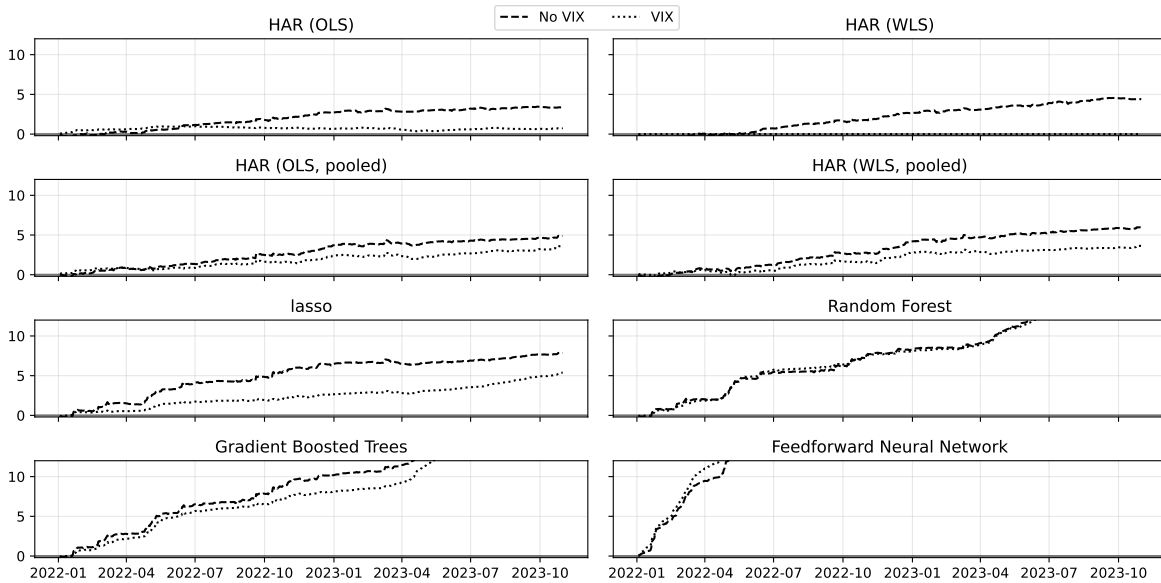 No VIX VIX
HAR (OLS) HAR (WLS)
10
5
0
HAR (OLS, pooled) HAR (WLS, pooled)
10
5
0
lasso Random Forest
10
5
0
Gradient Boosted Trees Feedforward Neural Network
10
5
0
2022-01 2022-04 2022-07 2022-10 2023-01 2023-04 2023-07 2023-10 2022-01 2022-04 2022-07 2022-10 2023-01 2023-04 2023-07 2023-10